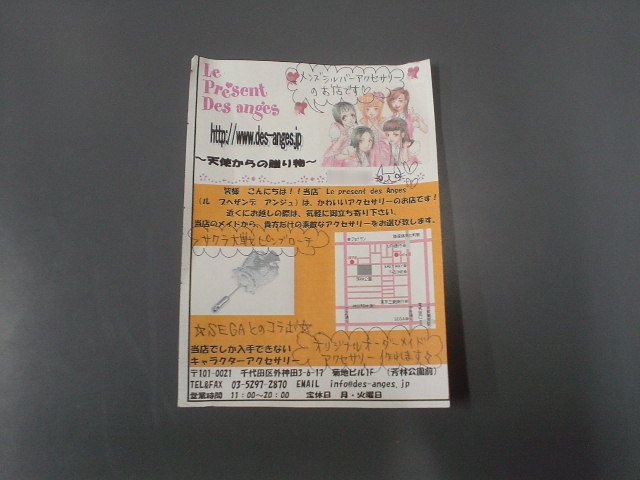 Le
Present
Des anges
メンズシルバーアクセサリー
のお店です♡
http://www.des-anges.jp
～天使からの贈り物～
皆様 こんにちは！！当店 Le present des Anges
(ル プヘザンテ アンジュ)は、かわいいアクセサリーのお店です！
近くにお越しの際は、気軽に御立ち寄り下さい。
当店のメイドから、貴方だけの素敵なアクセサリーをお選び致します。
サクラ大戦 ピンブローチ
☆SEGAとのコラボ☆
当店でしか入手できない
キャラクターアクセサリー
オリジナルオーダーメイド
アクセサリー作れます☆
〒101-0021 千代田区外神田3-6-17 菊地ビル1F (芳林公園前)
TEL&FAX 03-5297-2870 EMAIL info@des-anges.jp
営業時間 11:00～20:00 定休日 月・火曜日